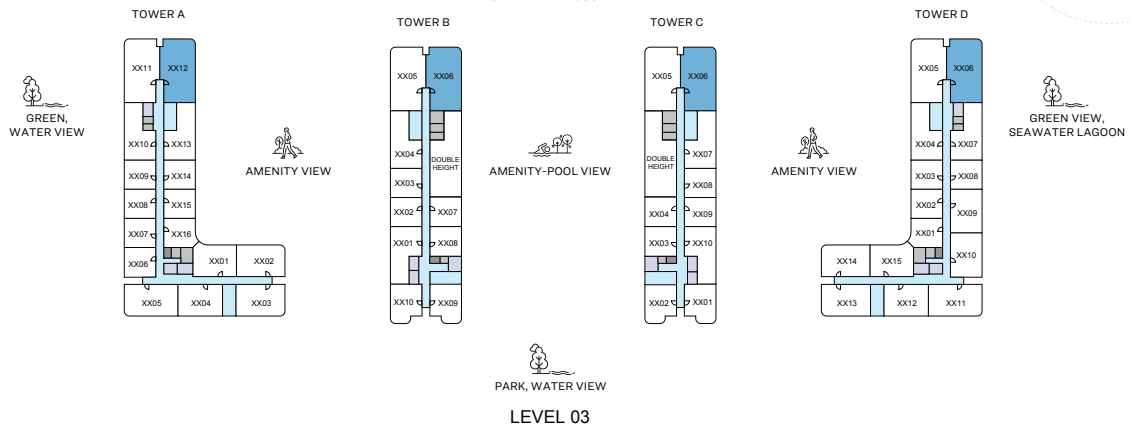 TOWER A
TOWER B
TOWER C
TOWER D
XX11
XX12
XX10
XX13
XX09
XX14
XX08
XX15
XX07
XX16
XX06
XX01
XX02
XX05
XX04
XX03
XX05
XX06
XX04
DOUBLE
HEIGHT
XX03
XX02
XX07
XX01
XX08
XX10
XX09
XX05
XX06
DOUBLE
HEIGHT
XX07
XX08
XX04
XX09
XX03
XX10
XX02
XX01
XX05
XX06
XX04
XX07
XX03
XX08
XX02
XX09
XX01
XX10
XX14
XX15
XX13
XX12
XX11
GREEN,
WATER VIEW
AMENITY VIEW
AMENITY-POOL VIEW
AMENITY VIEW
GREEN VIEW,
SEAWATER LAGOON
PARK, WATER VIEW
LEVEL 03